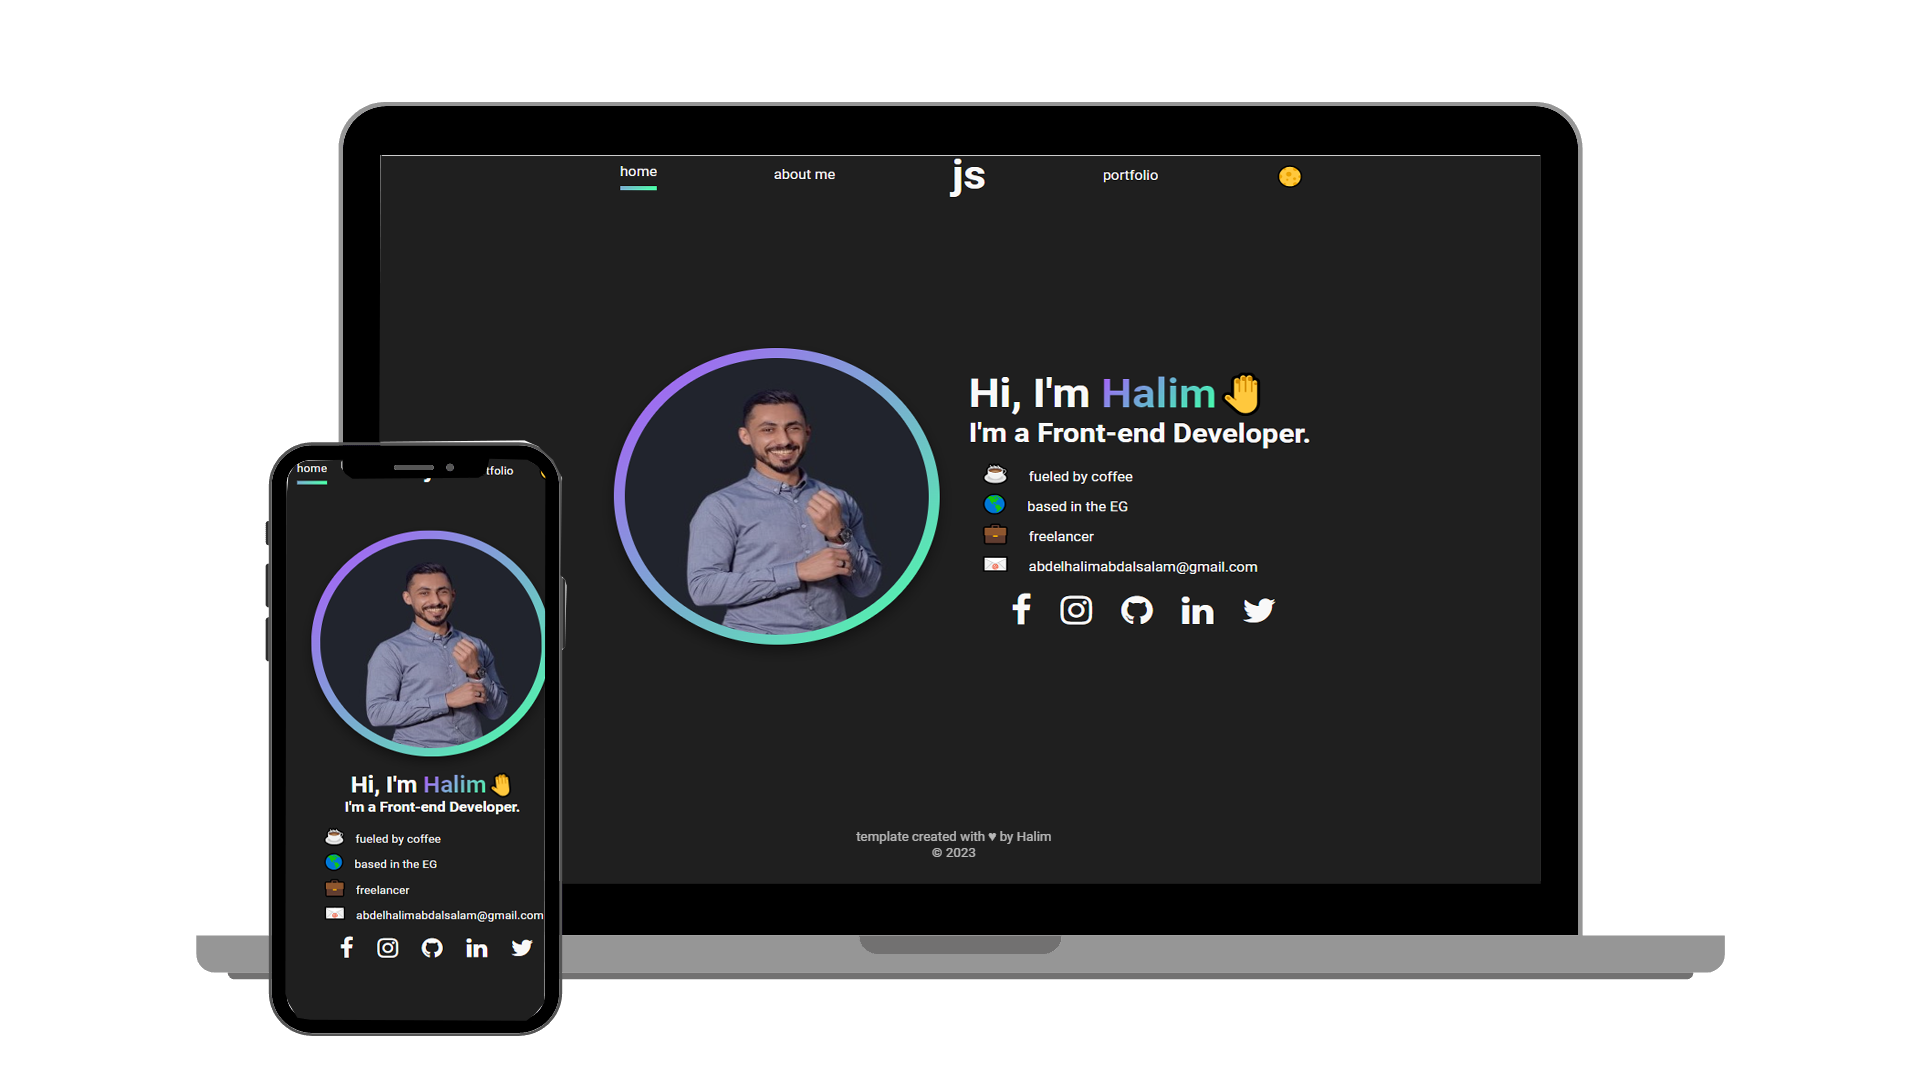 home
about me
js
portfolio
Hi, I'm Halim🤚
I'm a Front-end Developer.
fueled by coffee
based in the EG
freelancer
abdelhalimabdalsalam@gmail.com
template created with ♥ by Halim
© 2023
home
tfolio
Hi, I'm Halim🤚
I'm a Front-end Developer.
fueled by coffee
based in the EG
freelancer
abdelhalimabdalsalam@gmail.com